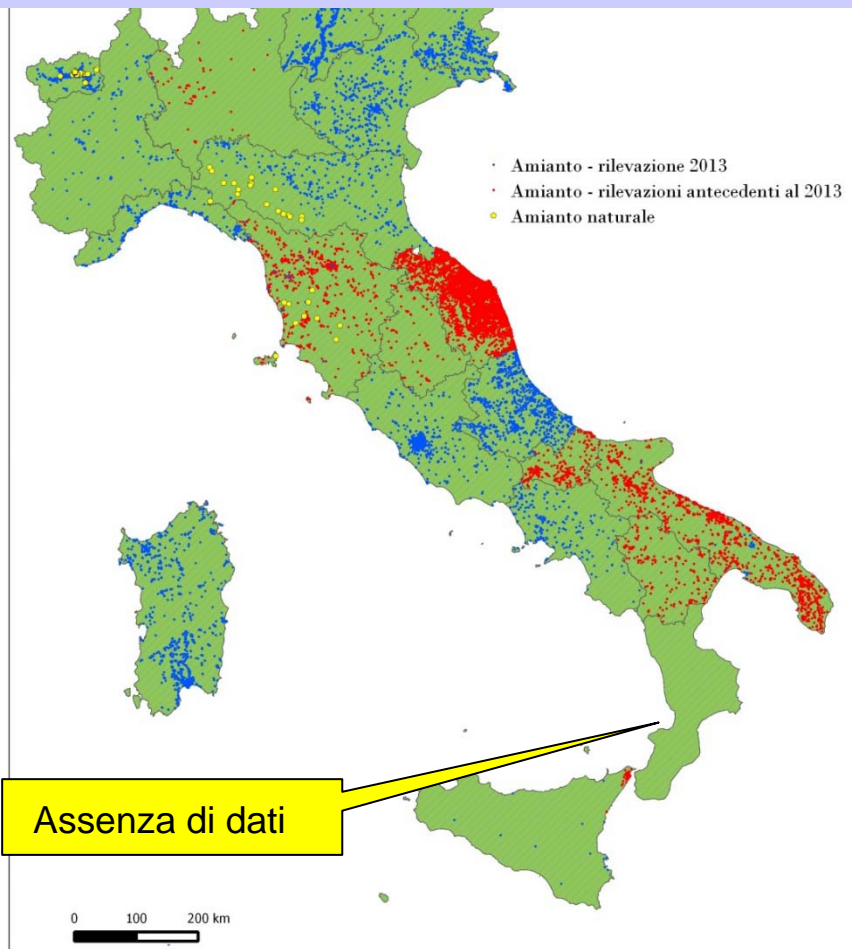 Amianto - rilevazione 2013
Amianto - rilevazioni antecedenti al 2013
Amianto naturale
Assenza di dati
0 100 200 km